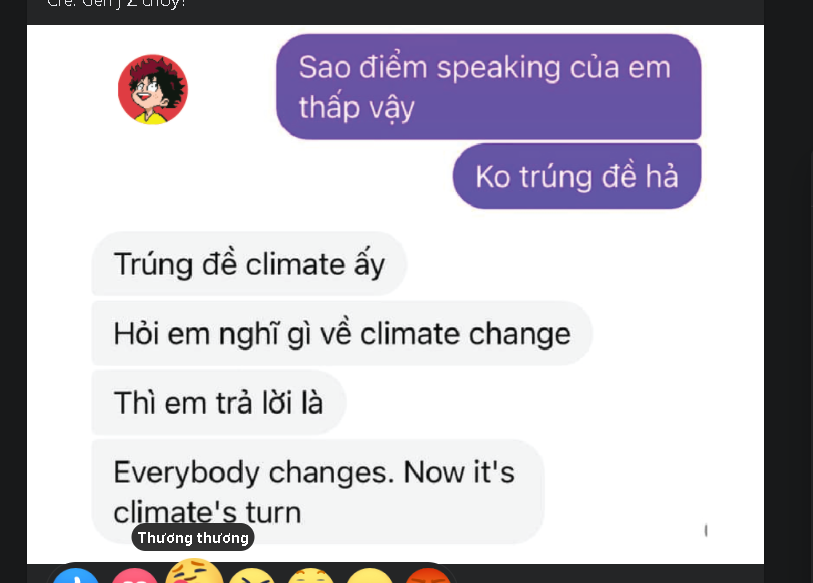 Sao điểm speaking của em
thấp vậy
Ko trúng đề hả
Trúng đề climate ấy
Hỏi em nghĩ gì về climate change
Thì em trả lời là
Everybody changes. Now it's
climate's turn
Thương thương